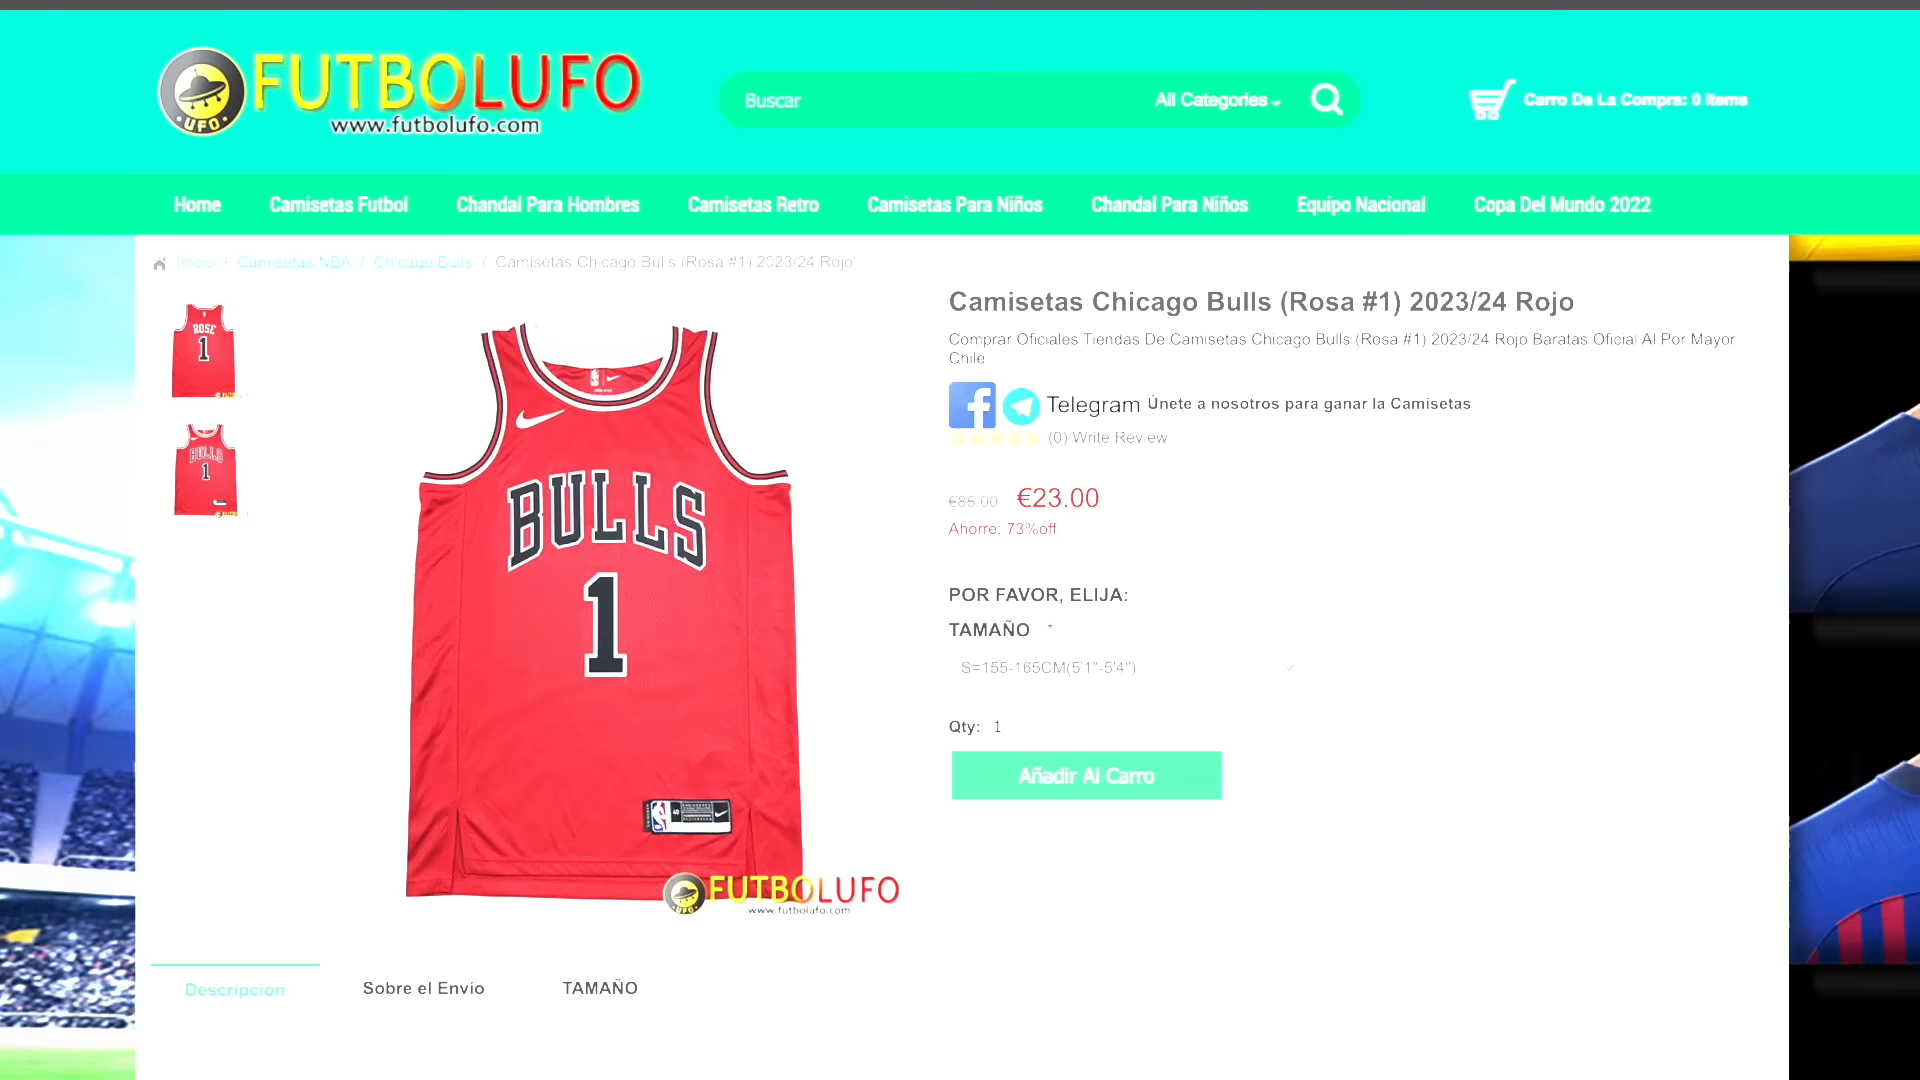 FUTBOLUFO
UFO
www.futbolufo.com
Buscar
All Categories
Carro De La Compra: 0 Items
Home
Camisetas Futbol
Chandal Para Hombres
Camisetas Retro
Camisetas Para Niños
Chandal Para Niños
Equipo Nacional
Copa Del Mundo 2022
Inicio / Camisetas NBA / Chicago Bulls / Camisetas Chicago Bulls (Rosa #1) 2023/24 Rojo
ROSE
1
BULLS
1
BULLS
1
FUTBOLUFO
UFO
www.futbolufo.com
Camisetas Chicago Bulls (Rosa #1) 2023/24 Rojo
Comprar Oficiales Tiendas De Camisetas Chicago Bulls (Rosa #1) 2023/24 Rojo Baratas Oficial Al Por Mayor
Chile
Telegram Únete a nosotros para ganar la Camisetas
(0) Write Review
€85.00 €23.00
Ahorre: 73%off
POR FAVOR, ELIJA:
TAMAÑO *
S=155-165CM(5'1"-5'4")
Qty: 1
Añadir Al Carro
Descripción
Sobre el Envío
TAMAÑO